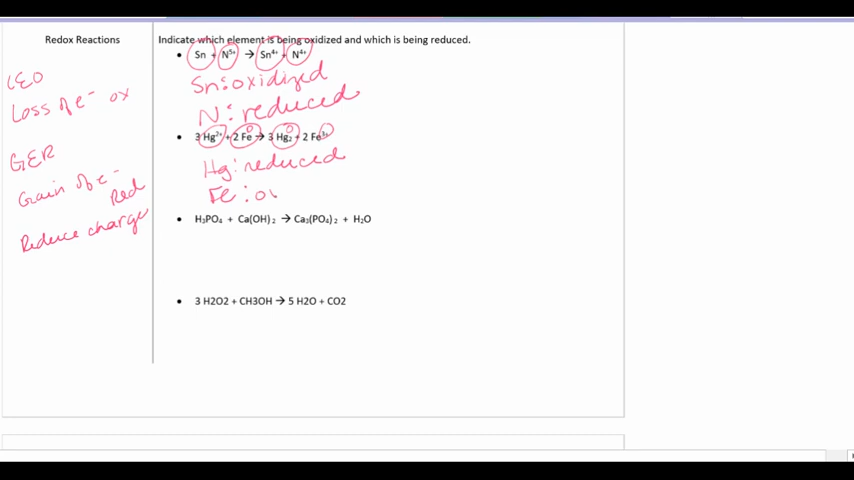 Redox Reactions
Indicate which element is being oxidized and which is being reduced.
• Sn + N⁵⁺ → Sn⁴⁺ + N⁴⁺
LEO
Loss of e⁻ ox
Sn: oxidized
N: reduced
• 3 Hg²⁺ + 2 Fe → 3 Hg₂ + 2 Fe³⁺
0 0
GER
Gain of e⁻
Red
Reduce charge
Hg: reduced
Fe: ox
• H₃PO₄ + Ca(OH)₂ → Ca₃(PO₄)₂ + H₂O
• 3 H2O2 + CH3OH → 5 H2O + CO2